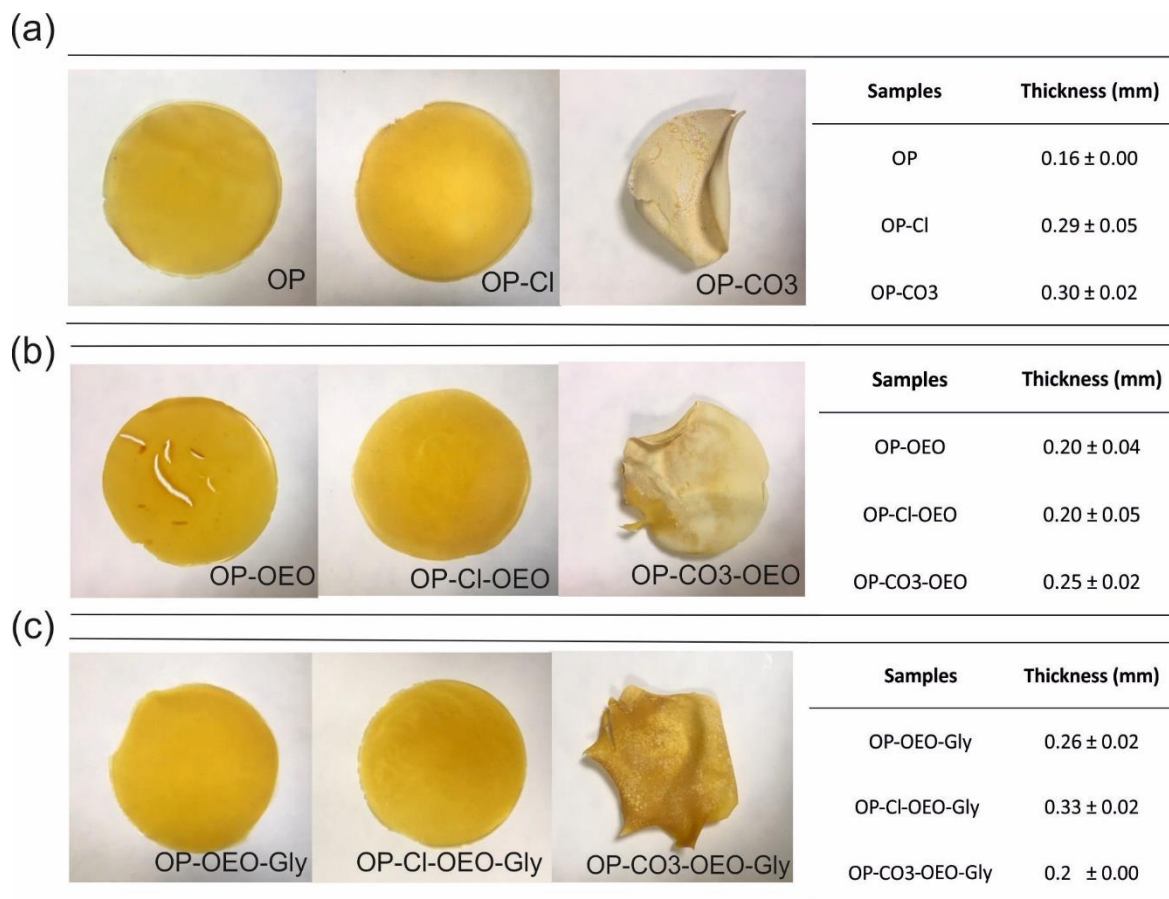 (a)
OP
OP-Cl
OP-CO3
Samples Thickness (mm)
OP 0.16 ± 0.00
OP-Cl 0.29 ± 0.05
OP-CO3 0.30 ± 0.02
(b)
OP-OEO
OP-Cl-OEO
OP-CO3-OEO
Samples Thickness (mm)
OP-OEO 0.20 ± 0.04
OP-Cl-OEO 0.20 ± 0.05
OP-CO3-OEO 0.25 ± 0.02
(c)
OP-OEO-Gly
OP-Cl-OEO-Gly
OP-CO3-OEO-Gly
Samples Thickness (mm)
OP-OEO-Gly 0.26 ± 0.02
OP-Cl-OEO-Gly 0.33 ± 0.02
OP-CO3-OEO-Gly 0.2 ± 0.00